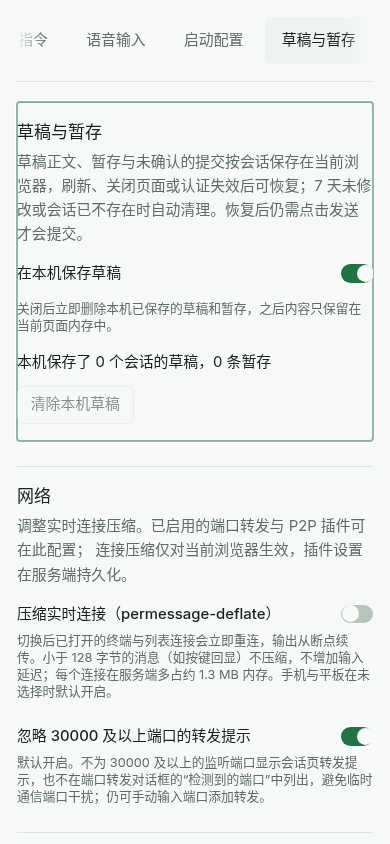 指令 语音输入 启动配置 草稿与暂存
草稿与暂存
草稿正文、暂存与未确认的提交按会话保存在当前浏
览器，刷新、关闭页面或认证失效后可恢复；7 天未修
改或会话已不存在时自动清理。恢复后仍需点击发送
才会提交。
在本机保存草稿
关闭后立即删除本机已保存的草稿和暂存，之后内容只保留在
当前页面内存中。
本机保存了 0 个会话的草稿，0 条暂存
清除本机草稿
网络
调整实时连接压缩。已启用的端口转发与 P2P 插件可
在此配置； 连接压缩仅对当前浏览器生效，插件设置
在服务端持久化。
压缩实时连接（permessage-deflate）
切换后已打开的终端与列表连接会立即重连，输出从断点续
传。小于 128 字节的消息（如按键回显）不压缩，不增加输入
延迟；每个连接在服务端多占约 1.3 MB 内存。手机与平板在未
选择时默认开启。
忽略 30000 及以上端口的转发提示
默认开启。不为 30000 及以上的监听端口显示会话页转发提
示，也不在端口转发对话框的“检测到的端口”中列出，避免临时
通信端口干扰；仍可手动输入端口添加转发。